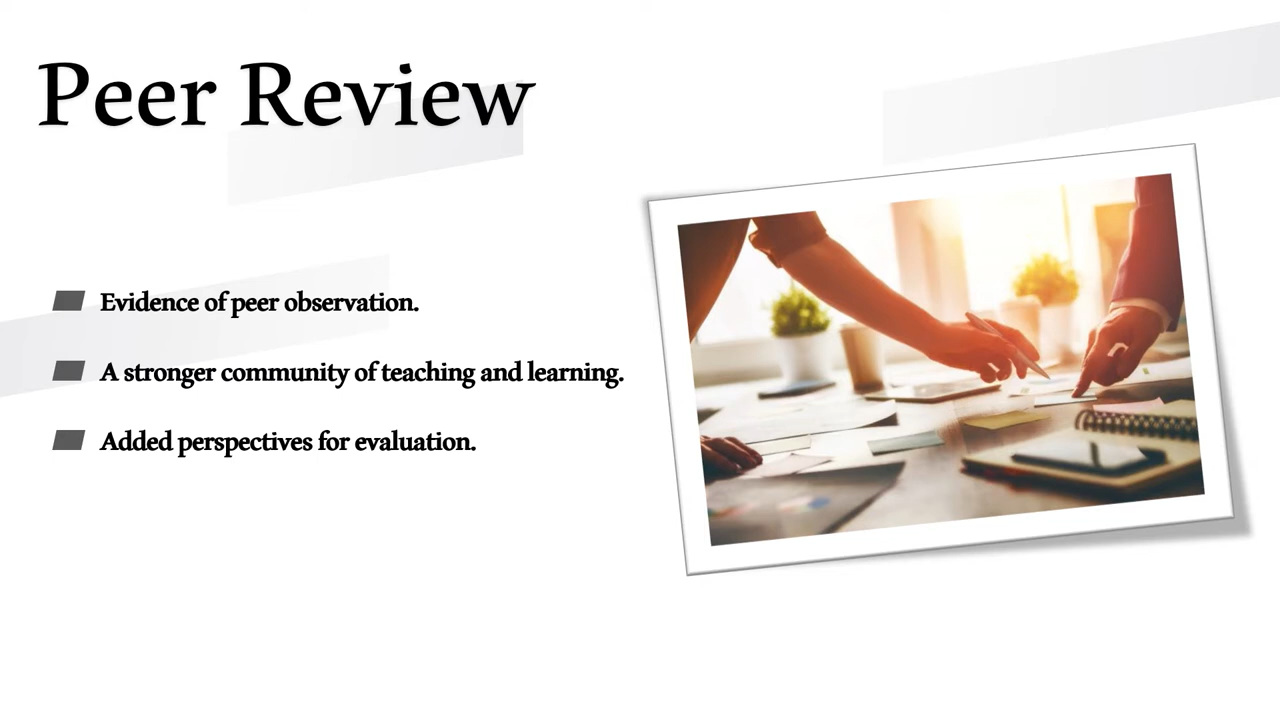 Peer Review
Evidence of peer observation.
A stronger community of teaching and learning.
Added perspectives for evaluation.